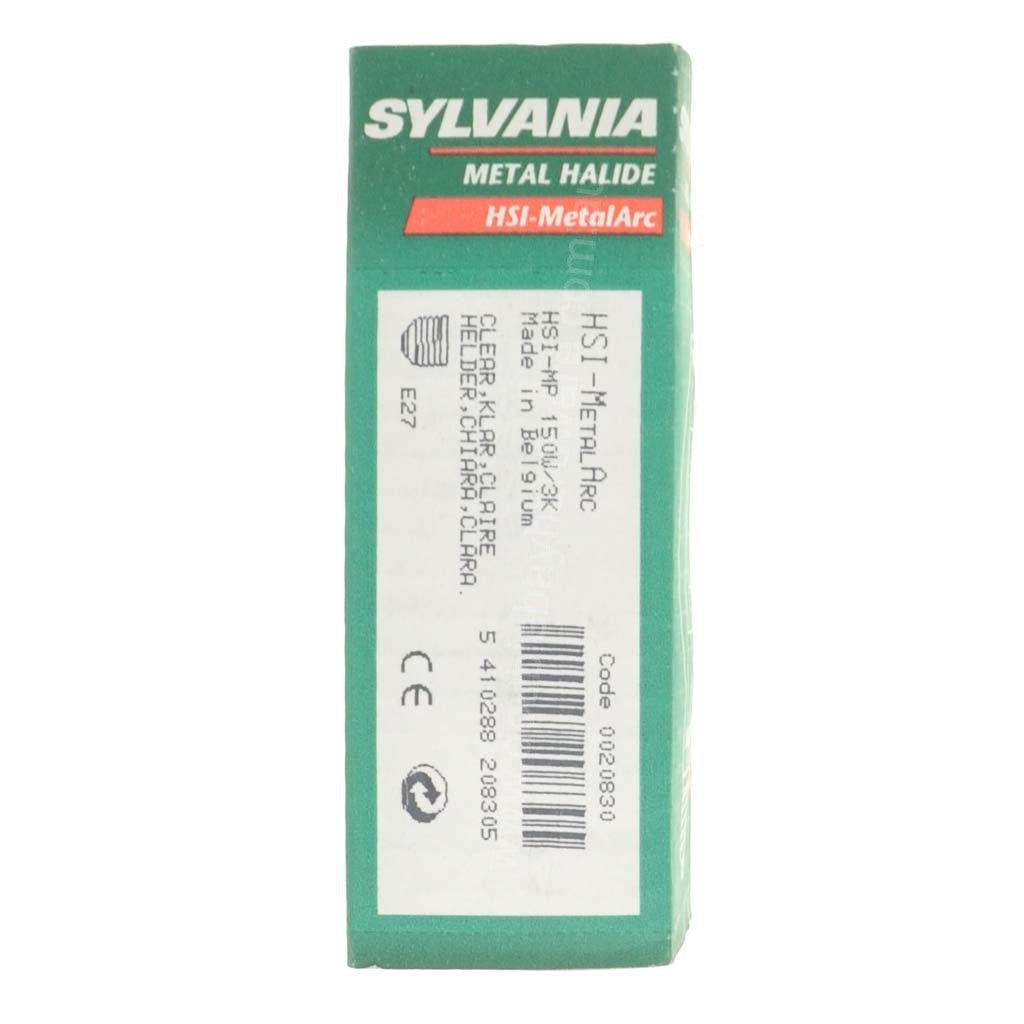 SYLVANIA
METAL HALIDE
HSI-MetalArc
HSI-METALARC
HSI-MP 150W/3K
Made in Belgium
CLEAR,KLAR,CLAIRE
HELDER,CHIARA,CLARA.
E27
Code 0020830
5 410288 208305
CE